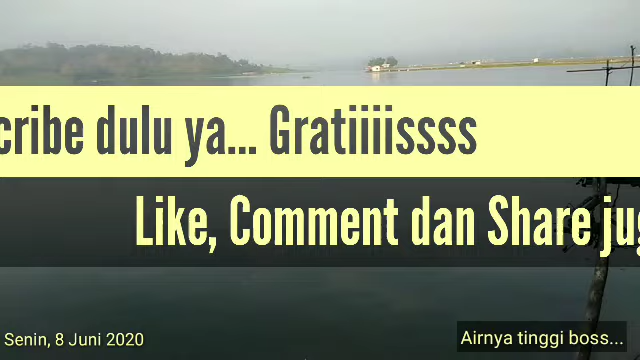 cribe dulu ya... Gratiiiissss
Like, Comment dan Share jug
Senin, 8 Juni 2020
Airnya tinggi boss...